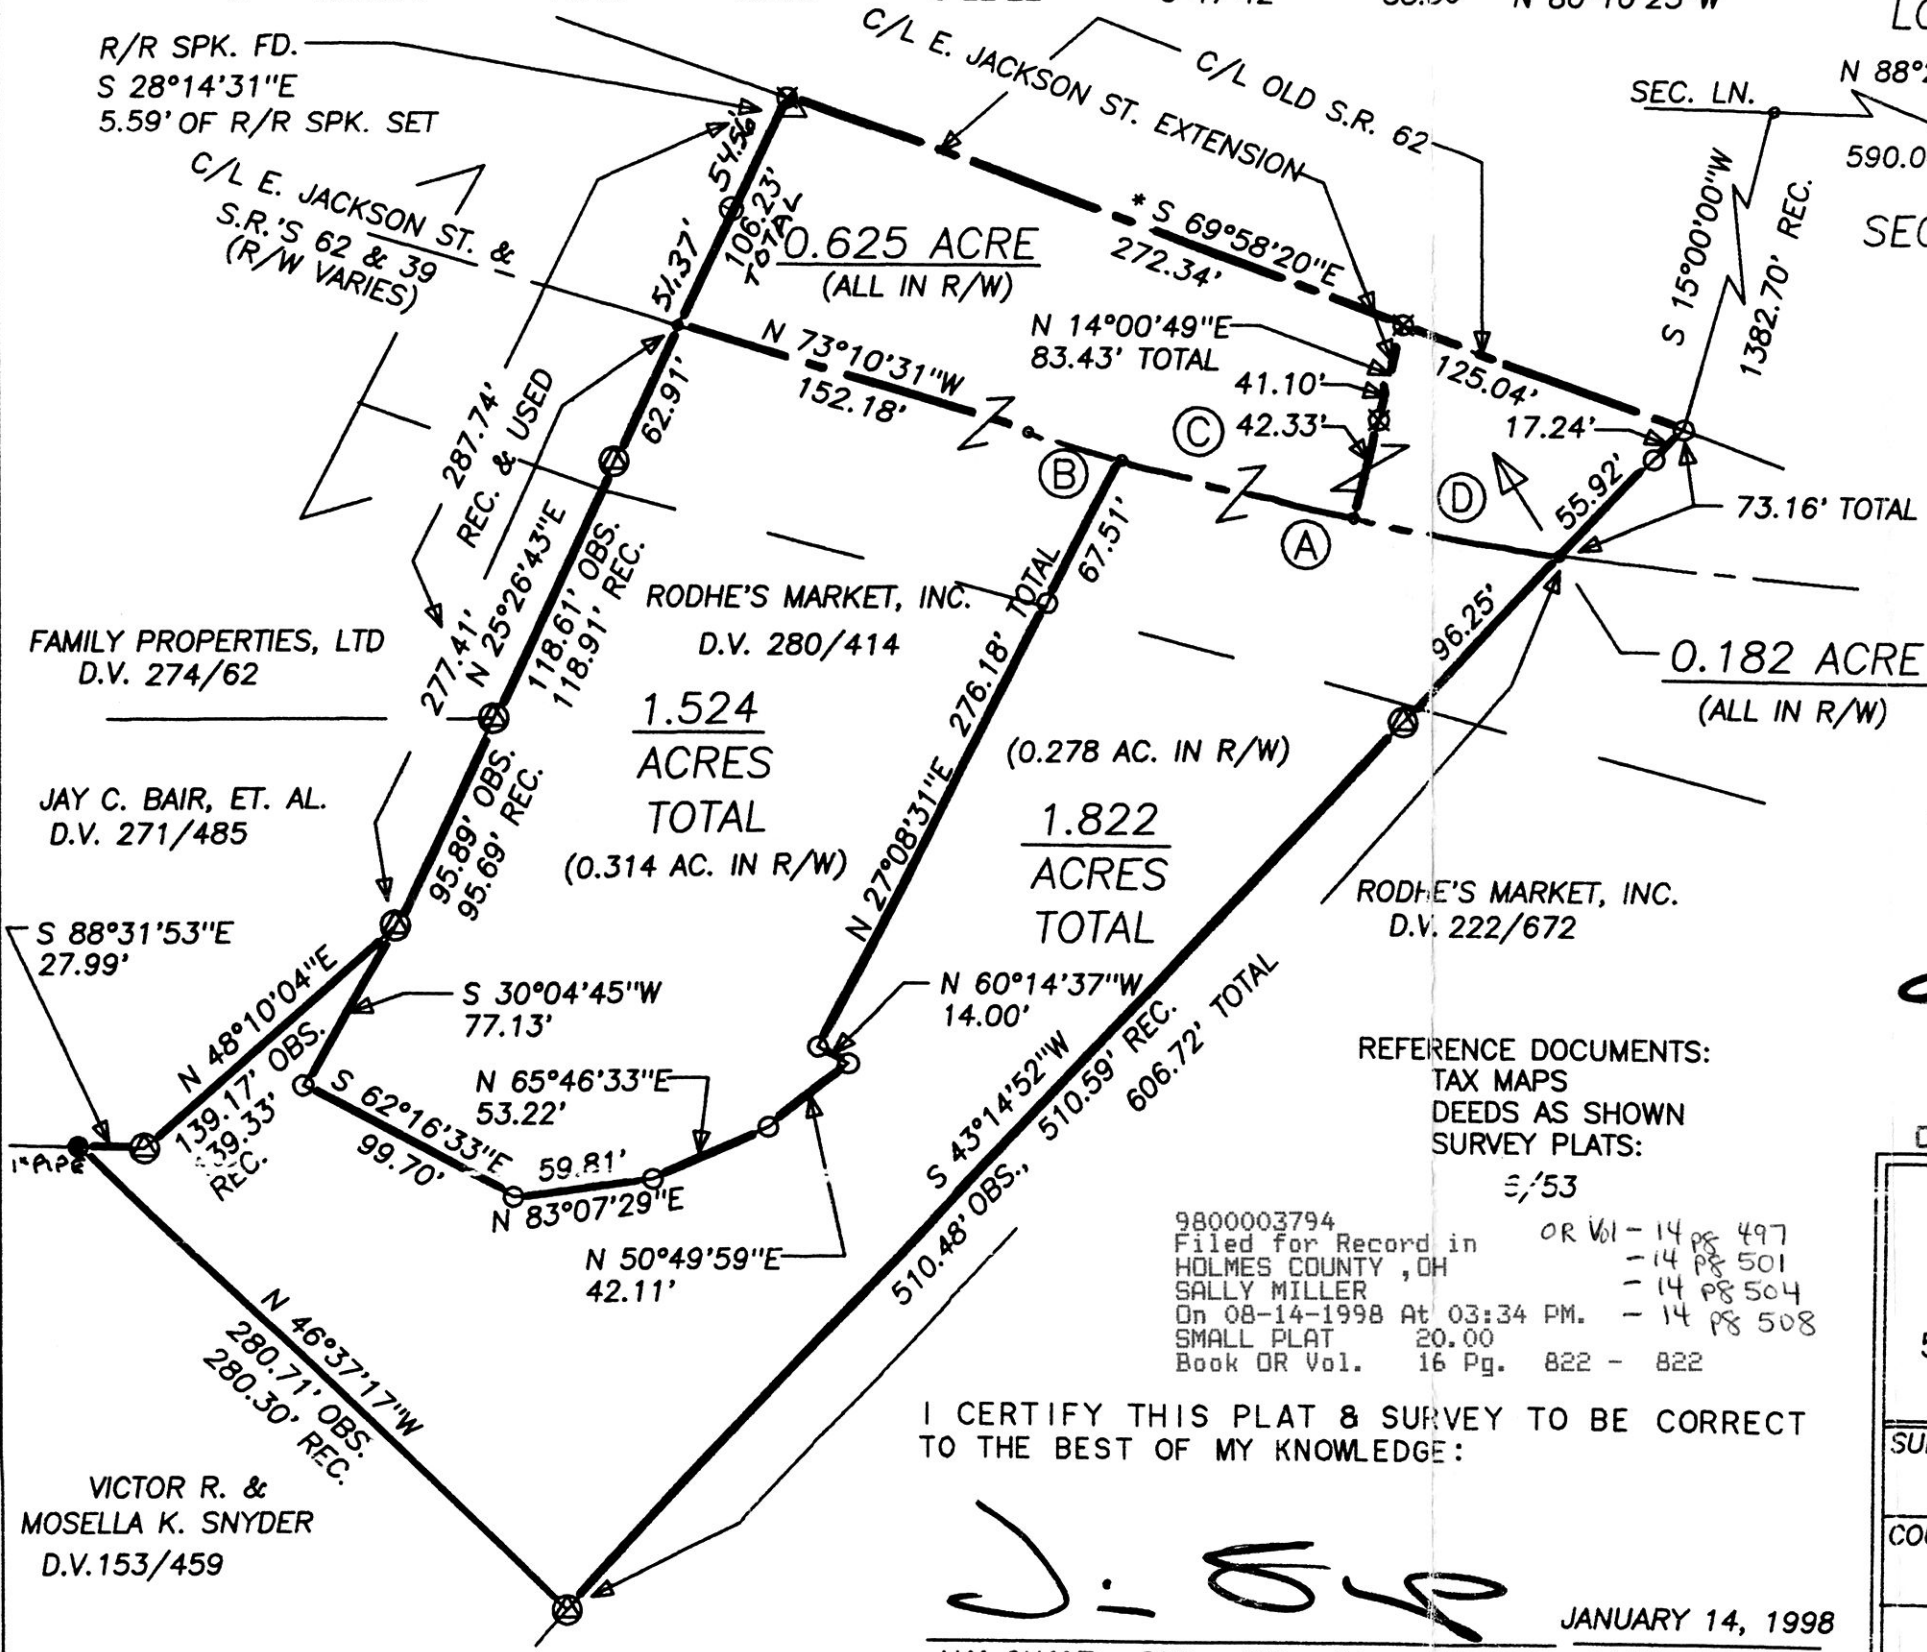 N 80°10'25"W
R/R SPK. FD.
S 28°14'31"E
5.59' OF R/R SPK. SET
C/L E. JACKSON ST. &
S.R.'S 62 & 39
(R/W VARIES)
C/L E. JACKSON ST. EXTENSION
C/L OLD S.R. 62
SEC. LN.
N 88°
590.0
S 15°00'00"W
1382.70' REC.
54.56'
106.23'
TOTAL
51.37'
0.625 ACRE
(ALL IN R/W)
* S 69°58'20"E
272.34'
N 14°00'49"E
83.43' TOTAL
41.10'
42.33'
N 73°10'31"W
152.18'
125.04'
17.24'
55.92'
73.16' TOTAL
A
B
C
D
62.91'
287.74'
REC. & USED
277.41'
N 25°26'43"E
118.61' OBS.
118.91' REC.
RODHE'S MARKET, INC.
D.V. 280/414
67.51'
N 27°08'31"E 276.18' TOTAL
96.25'
0.182 ACRE
(ALL IN R/W)
FAMILY PROPERTIES, LTD
D.V. 274/62
1.524
ACRES
TOTAL
(0.314 AC. IN R/W)
(0.278 AC. IN R/W)
1.822
ACRES
TOTAL
JAY C. BAIR, ET. AL.
D.V. 271/485
95.89' OBS.
95.69' REC.
RODHE'S MARKET, INC.
D.V. 222/672
S 88°31'53"E
27.99'
N 48°10'04"E
139.17' OBS.
139.33'
REC.
S 30°04'45"W
77.13'
N 60°14'37"W
14.00'
1" PIPE
S 62°16'33"E
99.70'
N 65°46'33"E
53.22'
59.81'
N 83°07'29"E
N 50°49'59"E
42.11'
S 43°14'52"W
510.48' OBS., 510.59' REC.
606.72' TOTAL
REFERENCE DOCUMENTS:
TAX MAPS
DEEDS AS SHOWN
SURVEY PLATS:
/53
9800003794
Filed for Record in
HOLMES COUNTY ,OH
SALLY MILLER
On 08-14-1998 At 03:34 PM.
SMALL PLAT 20.00
Book OR Vol. 16 Pg. 822 - 822
OR Vol - 14 pg 497
- 14 pg 501
- 14 pg 504
- 14 pg 508
N 46°37'17"W
280.71' OBS.
280.30' REC.
I CERTIFY THIS PLAT & SURVEY TO BE CORRECT
TO THE BEST OF MY KNOWLEDGE:
VICTOR R. &
MOSELLA K. SNYDER
D.V.153/459
JANUARY 14, 1998